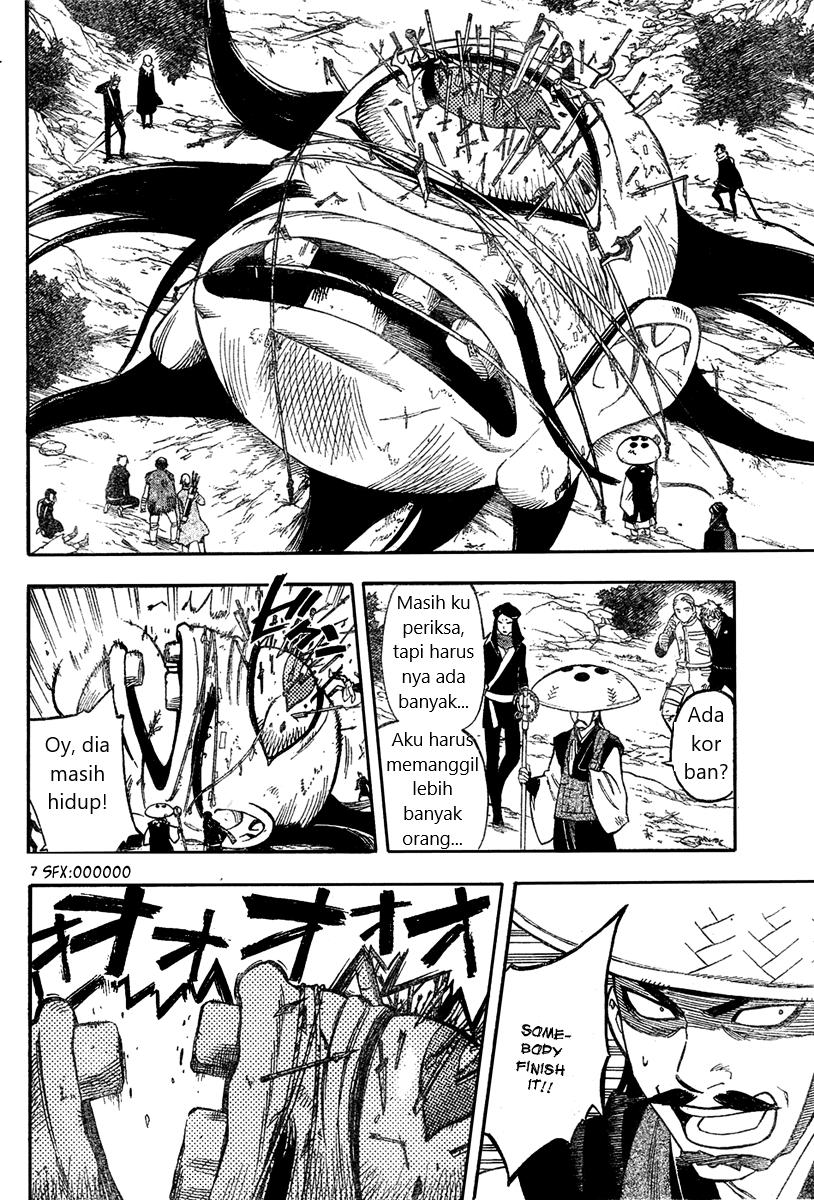 Ada
kor
ban?
Masih ku
periksa,
tapi harus
nya ada
banyak...
Aku harus
memanggil
lebih
banyak
orang...
Oy, dia
masih
hidup!
7 SFX:OOOOOO
SOME-
BODY
FINISH
IT!!
オオオオオオ